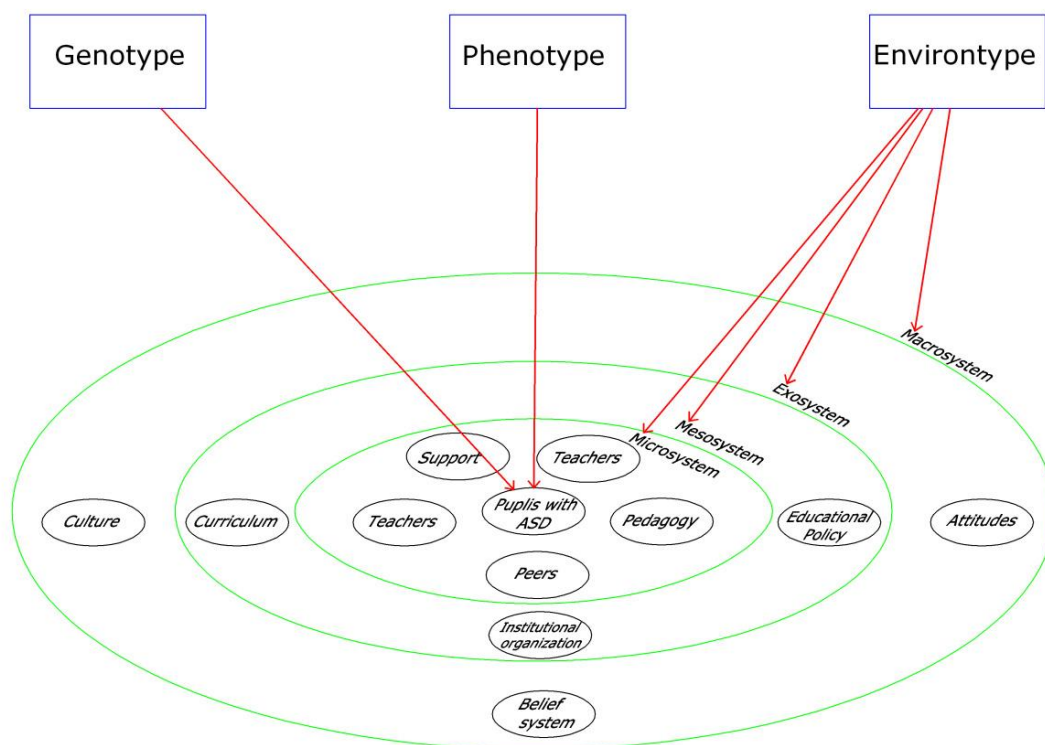 Genotype
Phenotype
Environtype
Macrosystem
Exosystem
Mesosystem
Microsystem
Support
Teachers
Puplis with
ASD
Teachers
Pedagogy
Culture
Curriculum
Educational
Policy
Attitudes
Peers
Institutional
organization
Belief
system